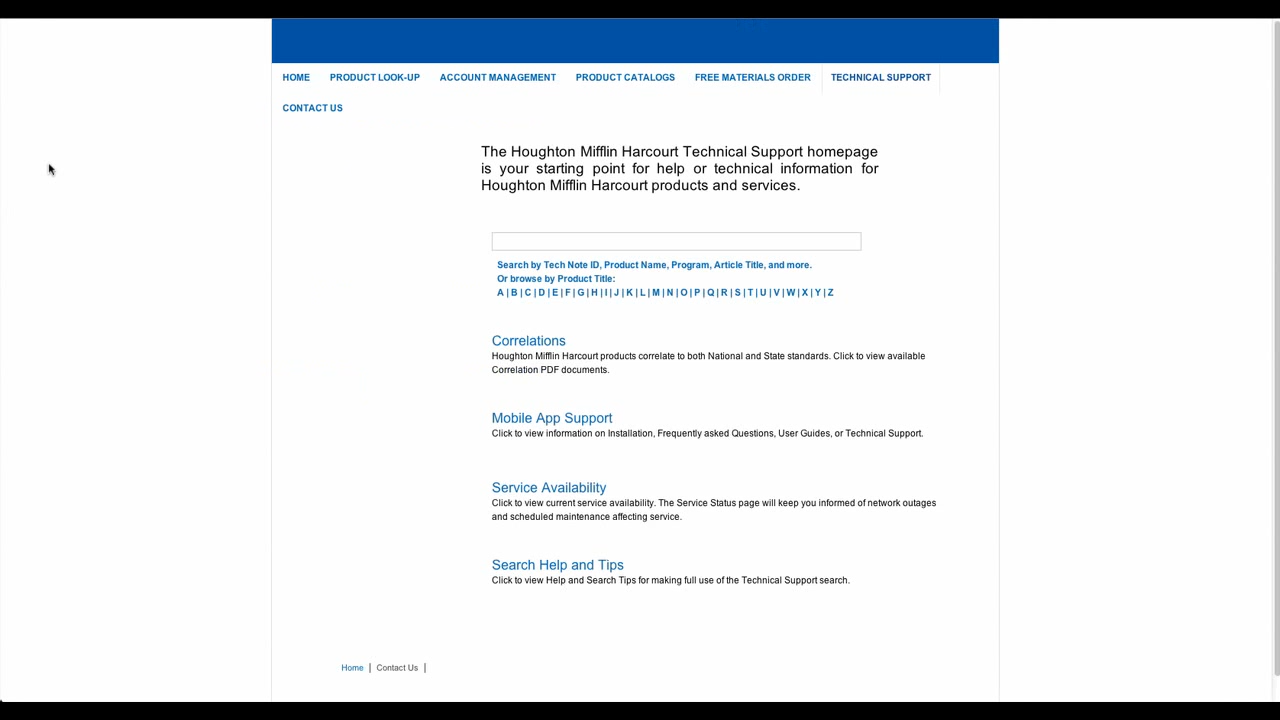 HOME PRODUCT LOOK-UP ACCOUNT MANAGEMENT PRODUCT CATALOGS FREE MATERIALS ORDER TECHNICAL SUPPORT
CONTACT US
The Houghton Mifflin Harcourt Technical Support homepage
is your starting point for help or technical information for
Houghton Mifflin Harcourt products and services.
Search by Tech Note ID, Product Name, Program, Article Title, and more.
Or browse by Product Title:
A | B | C | D | E | F | G | H | I | J | K | L | M | N | O | P | Q | R | S | T | U | V | W | X | Y | Z
Correlations
Houghton Mifflin Harcourt products correlate to both National and State standards. Click to view available
Correlation PDF documents.
Mobile App Support
Click to view information on Installation, Frequently asked Questions, User Guides, or Technical Support.
Service Availability
Click to view current service availability. The Service Status page will keep you informed of network outages
and scheduled maintenance affecting service.
Search Help and Tips
Click to view Help and Search Tips for making full use of the Technical Support search.
Home | Contact Us |